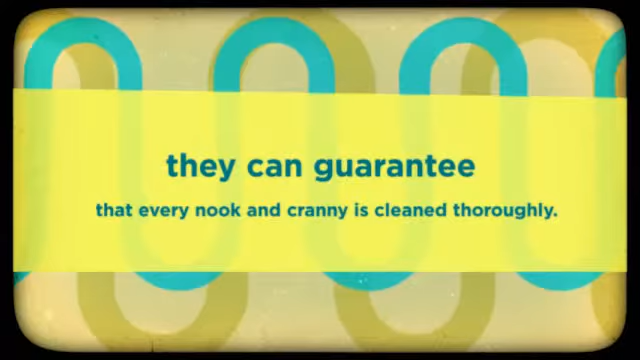 they can guarantee
that every nook and cranny is cleaned thoroughly.